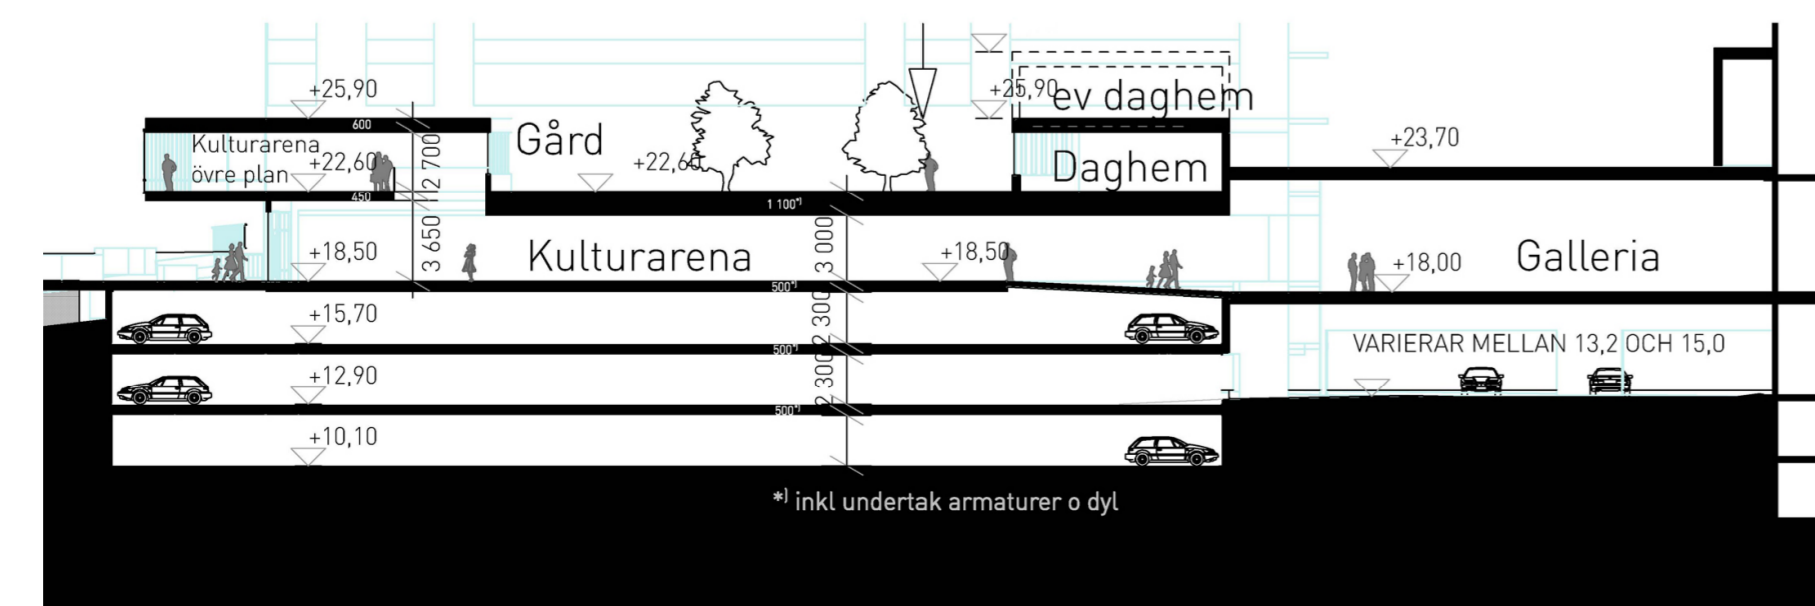 +25,90
600
Kulturarena
övre plan
+22,60
450
2 700
3 650
Gård
+22,60
1 100*)
+25,90
ev daghem
Daghem
+23,70
+18,50
Kulturarena
3 000
+18,50
+18,00
Galleria
500*)
+15,70
2 300
500*)
VARIERAR MELLAN 13,2 OCH 15,0
+12,90
2 300
500*)
+10,10
*) inkl undertak armaturer o dyl